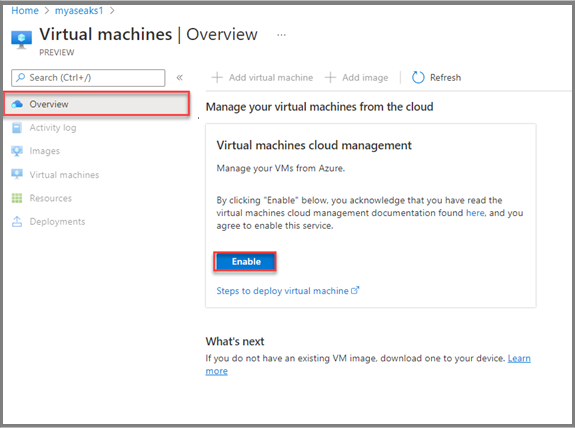 Home > myaseaks1 >
Virtual machines | Overview ...
PREVIEW
Search (Ctrl+/) «
Overview
Activity log
Images
Virtual machines
Resources
Deployments
+ Add virtual machine + Add image Refresh
Manage your virtual machines from the cloud
Virtual machines cloud management
Manage your VMs from Azure.
By clicking "Enable" below, you acknowledge that you have read the
virtual machines cloud management documentation found here, and you
agree to enable this service.
Enable
Steps to deploy virtual machine
What's next
If you do not have an existing VM image, download one to your device. Learn
more